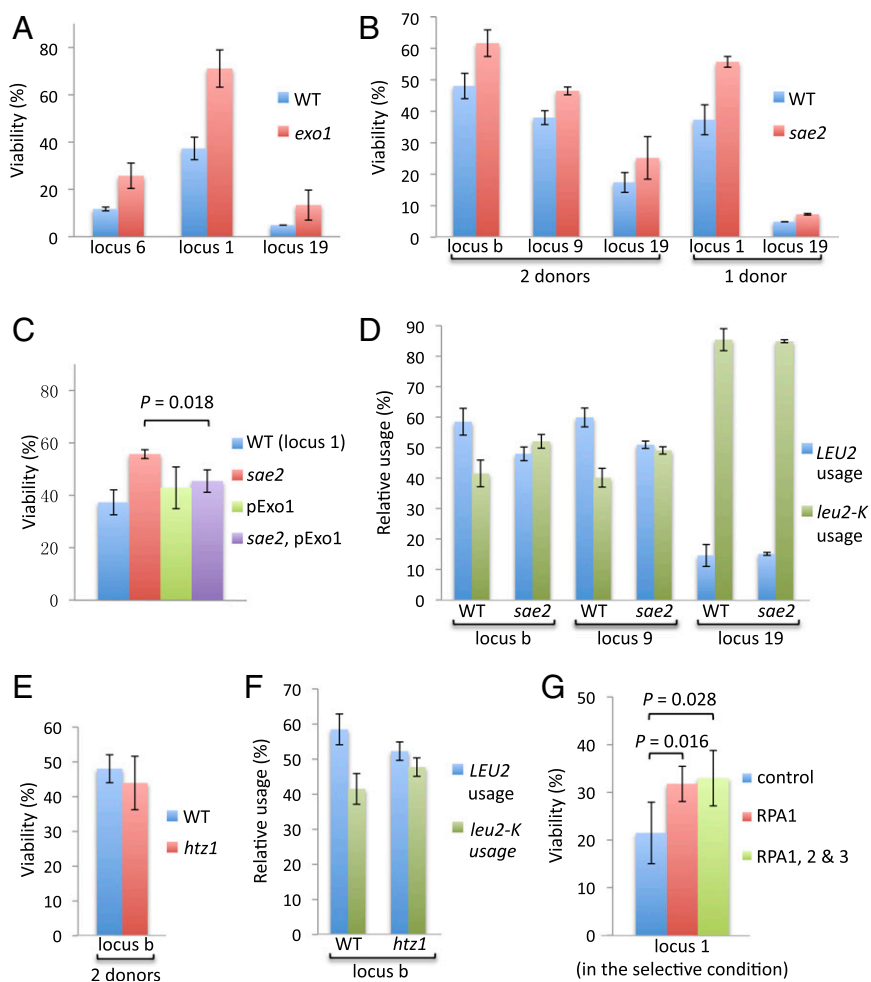 A
Viability (%)
80
60
40
20
0
WT
exo1
locus 6 locus 1 locus 19
B
Viability (%)
70
60
50
40
30
20
10
0
WT
sae2
locus b locus 9 locus 19 locus 1 locus 19
2 donors 1 donor
C
Viability (%)
80
60
40
20
0
P = 0.018
WT (locus 1)
sae2
pExo1
sae2, pExo1
D
Relative usage (%)
90
80
70
60
50
40
30
20
10
0
LEU2
usage
leu2-K
usage
WT sae2 WT sae2 WT sae2
locus b locus 9 locus 19
E
Viability (%)
60
50
40
30
20
10
0
WT
htz1
locus b
2 donors
F
Relative usage (%)
70
60
50
40
30
20
10
0
LEU2
usage
leu2-K
usage
WT htz1
locus b
G
Viability (%)
50
40
30
20
10
0
P = 0.028
P = 0.016
control
RPA1
RPA1, 2 & 3
locus 1
(in the selective condition)